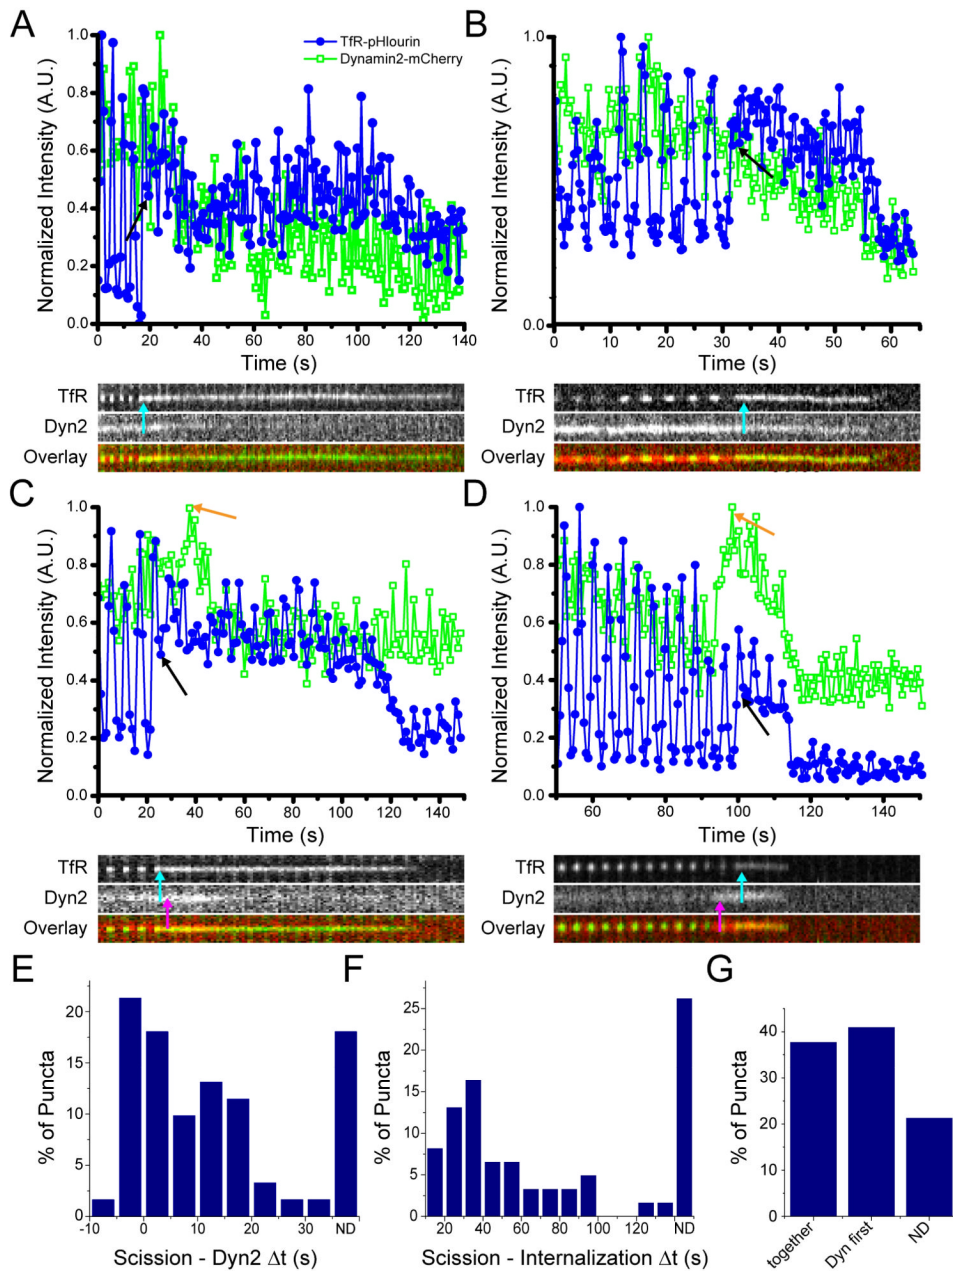 A
B
TfR-pHlourin
Dynamin2-mCherry
Normalized Intensity (A.U.)
1.0
0.8
0.6
0.4
0.2
0.0
0 20 40 60 80 100 120 140
Time (s)
Normalized Intensity (A.U.)
1.0
0.0
0 10 20 30 40 50 60
Time (s)
TfR
Dyn2
Overlay
TfR
Dyn2
Overlay
C
D
Normalized Intensity (A.U.)
1.0
0.8
0.6
0.4
0.2
0.0
0 20 40 60 80 100 120 140
Time (s)
Normalized Intensity (A.U.)
1.0
0.8
0.6
0.4
0.2
0.0
60 80 100 120 140
Time (s)
TfR
Dyn2
Overlay
TfR
Dyn2
Overlay
E
F
G
% of Puncta
20
15
10
5
0
-10 0 10 20 30 ND
Scission - Dyn2 Δt (s)
% of Puncta
25
20
15
10
5
0
20 40 60 80 100 120 ND
Scission - Internalization Δt (s)
% of Puncta
40
30
20
10
0
together
Dyn first
ND